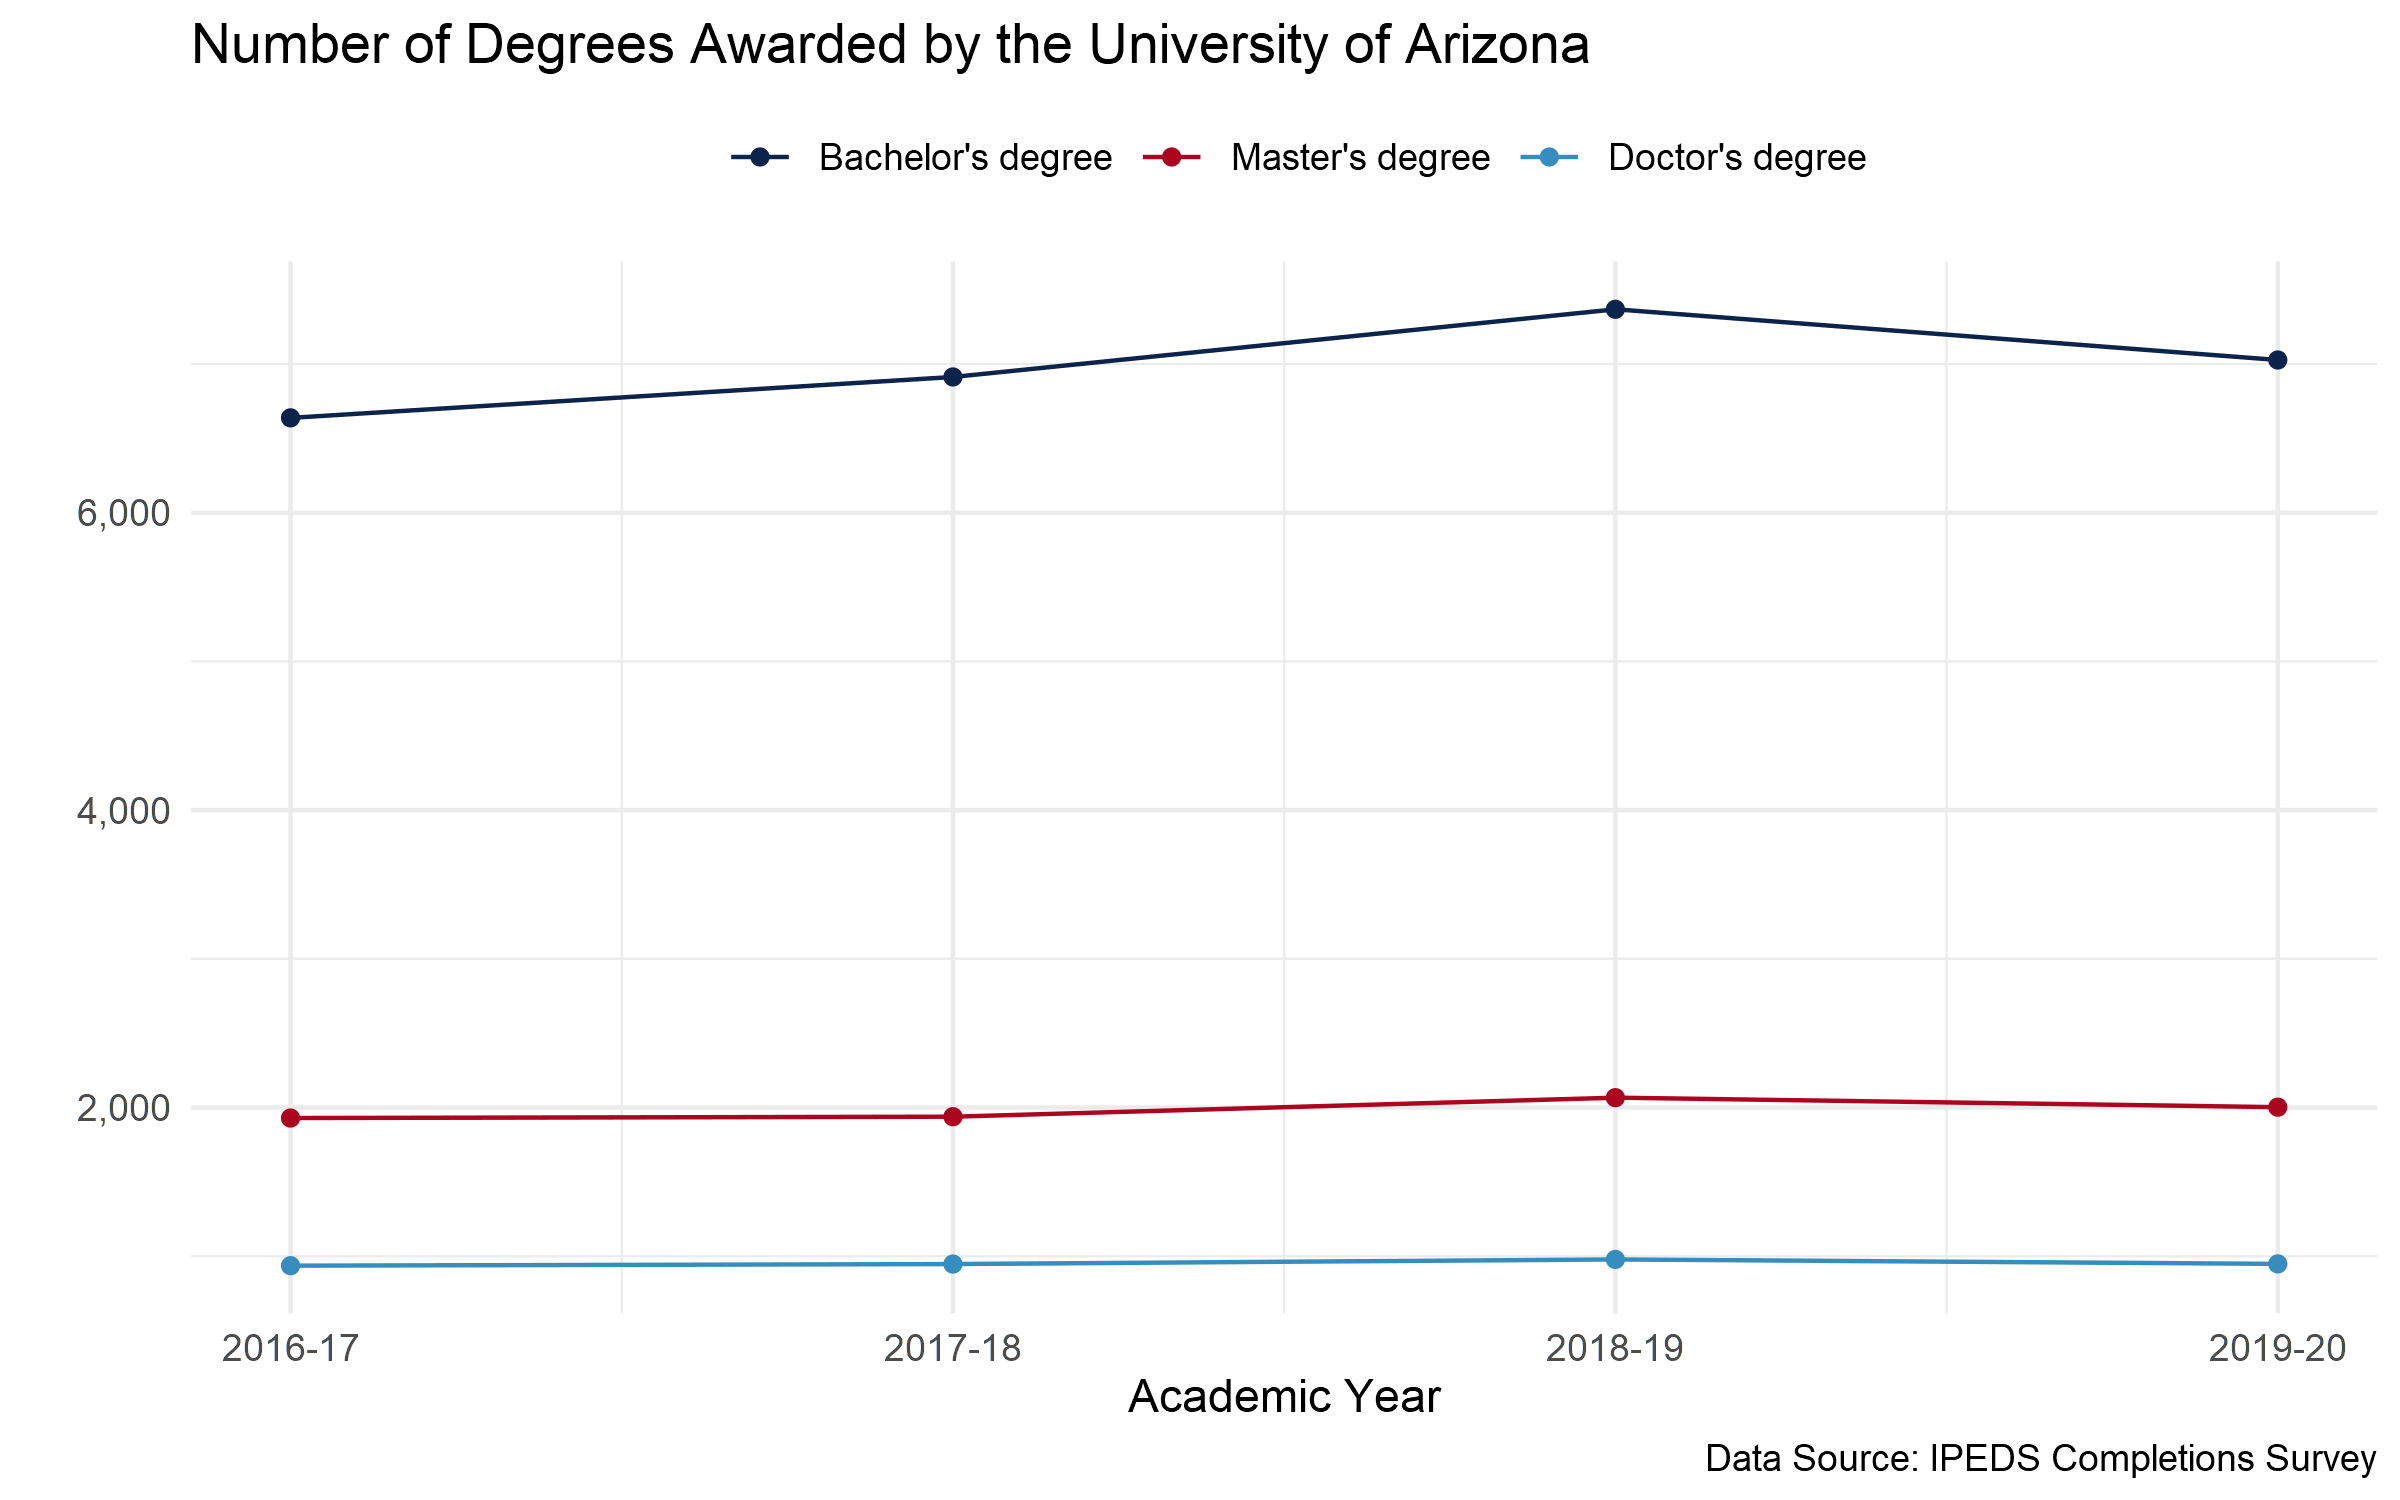 Number of Degrees Awarded by the University of Arizona
Bachelor's degree Master's degree Doctor's degree
6,000
4,000
2,000
2016-17 2017-18 2018-19 2019-20
Academic Year
Data Source: IPEDS Completions Survey